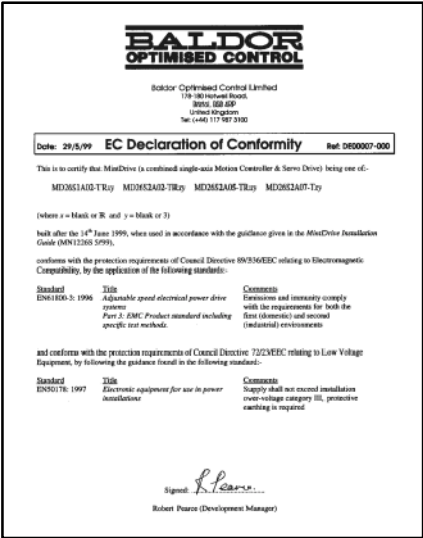 BALDOR
OPTIMISED CONTROL
Baldor Optimised Control Limited
178-180 Hotwell Road,
Bristol, BS8 4RP
United Kingdom
Tel: (+44) 117 987 3100
Date: 29/5/99 EC Declaration of Conformity Ref: DE00007-000
This is to certify that MintDrive (a combined single-axis Motion Controller & Servo Drive) being one of:-
MD26S1A02-TRxy MD26S2A02-TRxy MD26S2A05-TRxy MD26S2A07-Txy
(where x = blank or R and y = blank or 3)
built after the 14th June 1999, when used in accordance with the guidance given in the MintDrive Installation
Guide (MN1226S 5/99),
conforms with the protection requirements of Council Directive 89/336/EEC relating to Electromagnetic
Compatibility, by the application of the following standards:-
Standard Title Comments
EN61800-3: 1996 Adjustable speed electrical power drive Emissions and immunity comply
systems with the requirements for both the
Part 3: EMC Product standard including first (domestic) and second
specific test methods. (industrial) environments
and conforms with the protection requirements of Council Directive 72/23/EEC relating to Low Voltage
Equipment, by following the guidance found in the following standard:-
Standard Title Comments
EN50178: 1997 Electronic equipment for use in power Supply shall not exceed installation
installations over-voltage category III, protective
earthing is required
Signed: R Pearce
Robert Pearce (Development Manager)